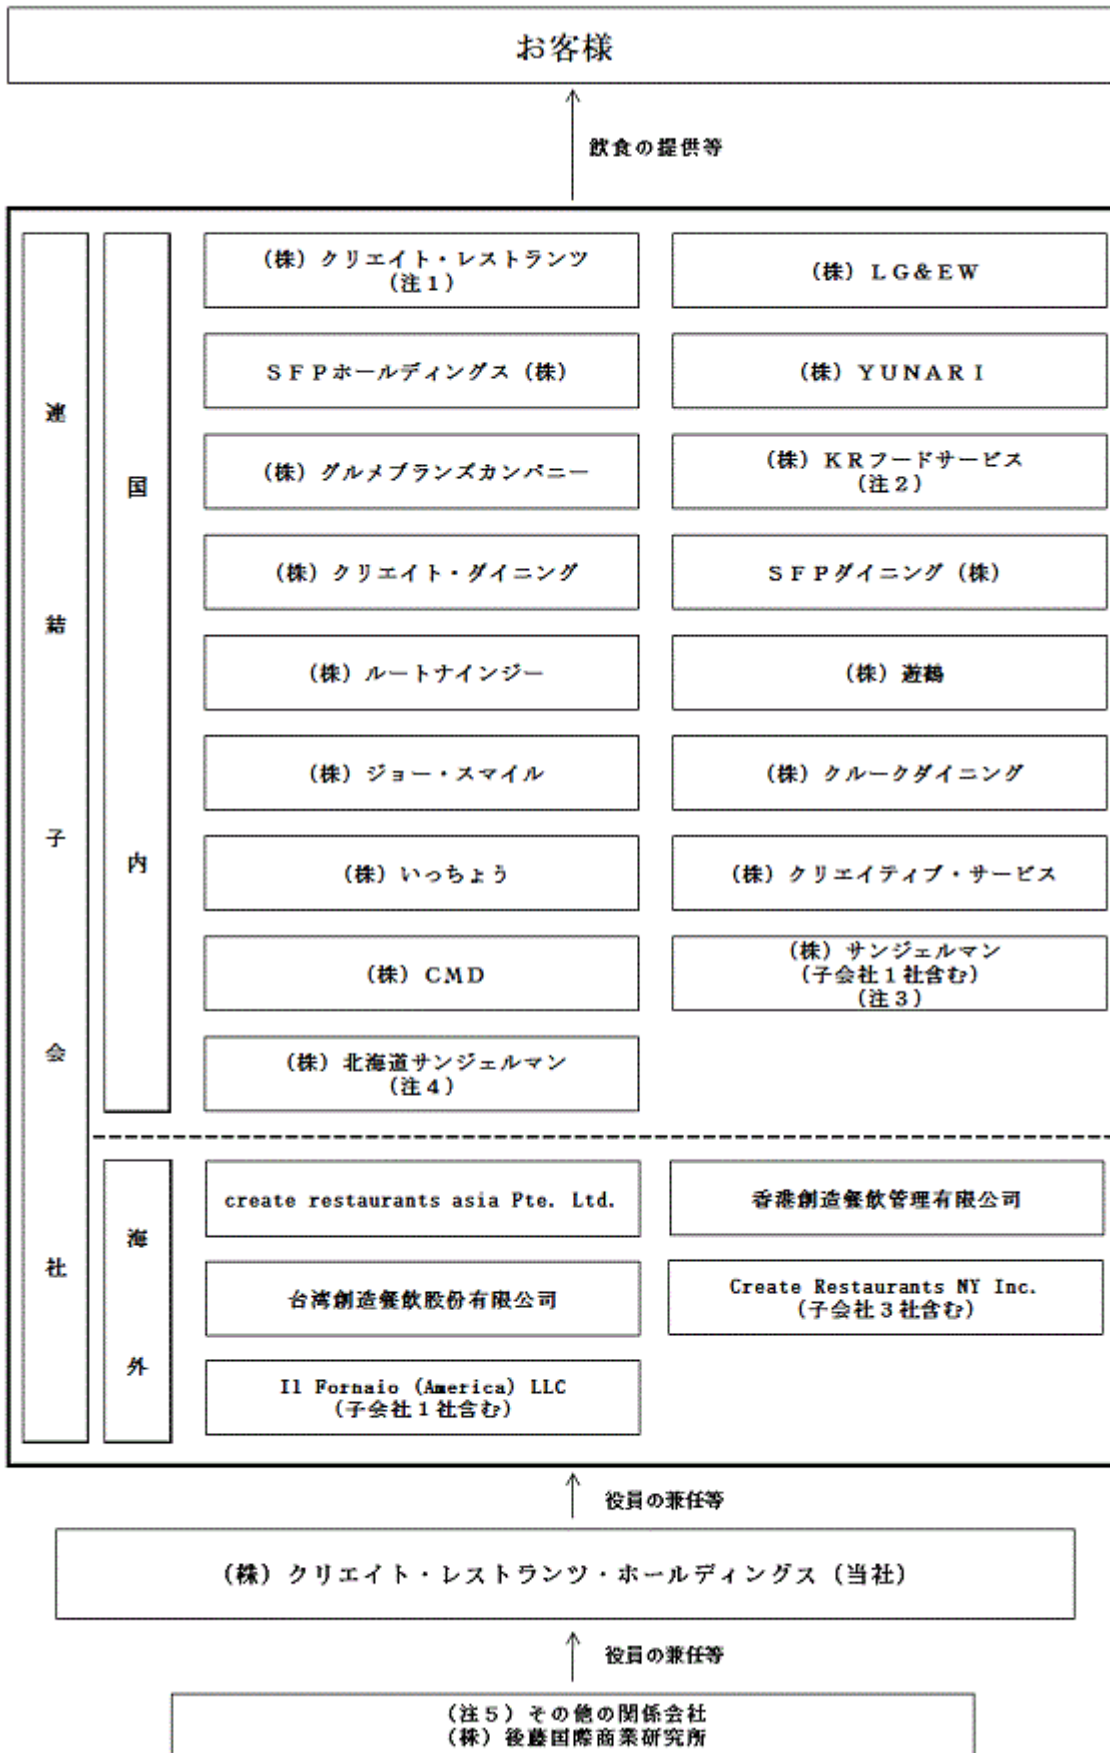 お客様
飲食の提供等
連結子会社
国内
（株）クリエイト・レストランツ
（注１）
（株）ＬＧ＆ＥＷ
ＳＦＰホールディングス（株）
（株）ＹＵＮＡＲＩ
（株）グルメブランズカンパニー
（株）ＫＲフードサービス
（注２）
（株）クリエイト・ダイニング
ＳＦＰダイニング（株）
（株）ルートナインジー
（株）遊鶴
（株）ジョー・スマイル
（株）クルークダイニング
（株）いっちょう
（株）クリエイティブ・サービス
（株）ＣＭＤ
（株）サンジェルマン
（子会社１社含む）
（注３）
（株）北海道サンジェルマン
（注４）
海外
create restaurants asia Pte. Ltd.
香港創造餐飲管理有限公司
台湾創造餐飲股份有限公司
Create Restaurants NY Inc.
（子会社３社含む）
Il Fornaio (America) LLC
（子会社１社含む）
役員の兼任等
（株）クリエイト・レストランツ・ホールディングス（当社）
役員の兼任等
（注５）その他の関係会社
（株）後藤国際商業研究所